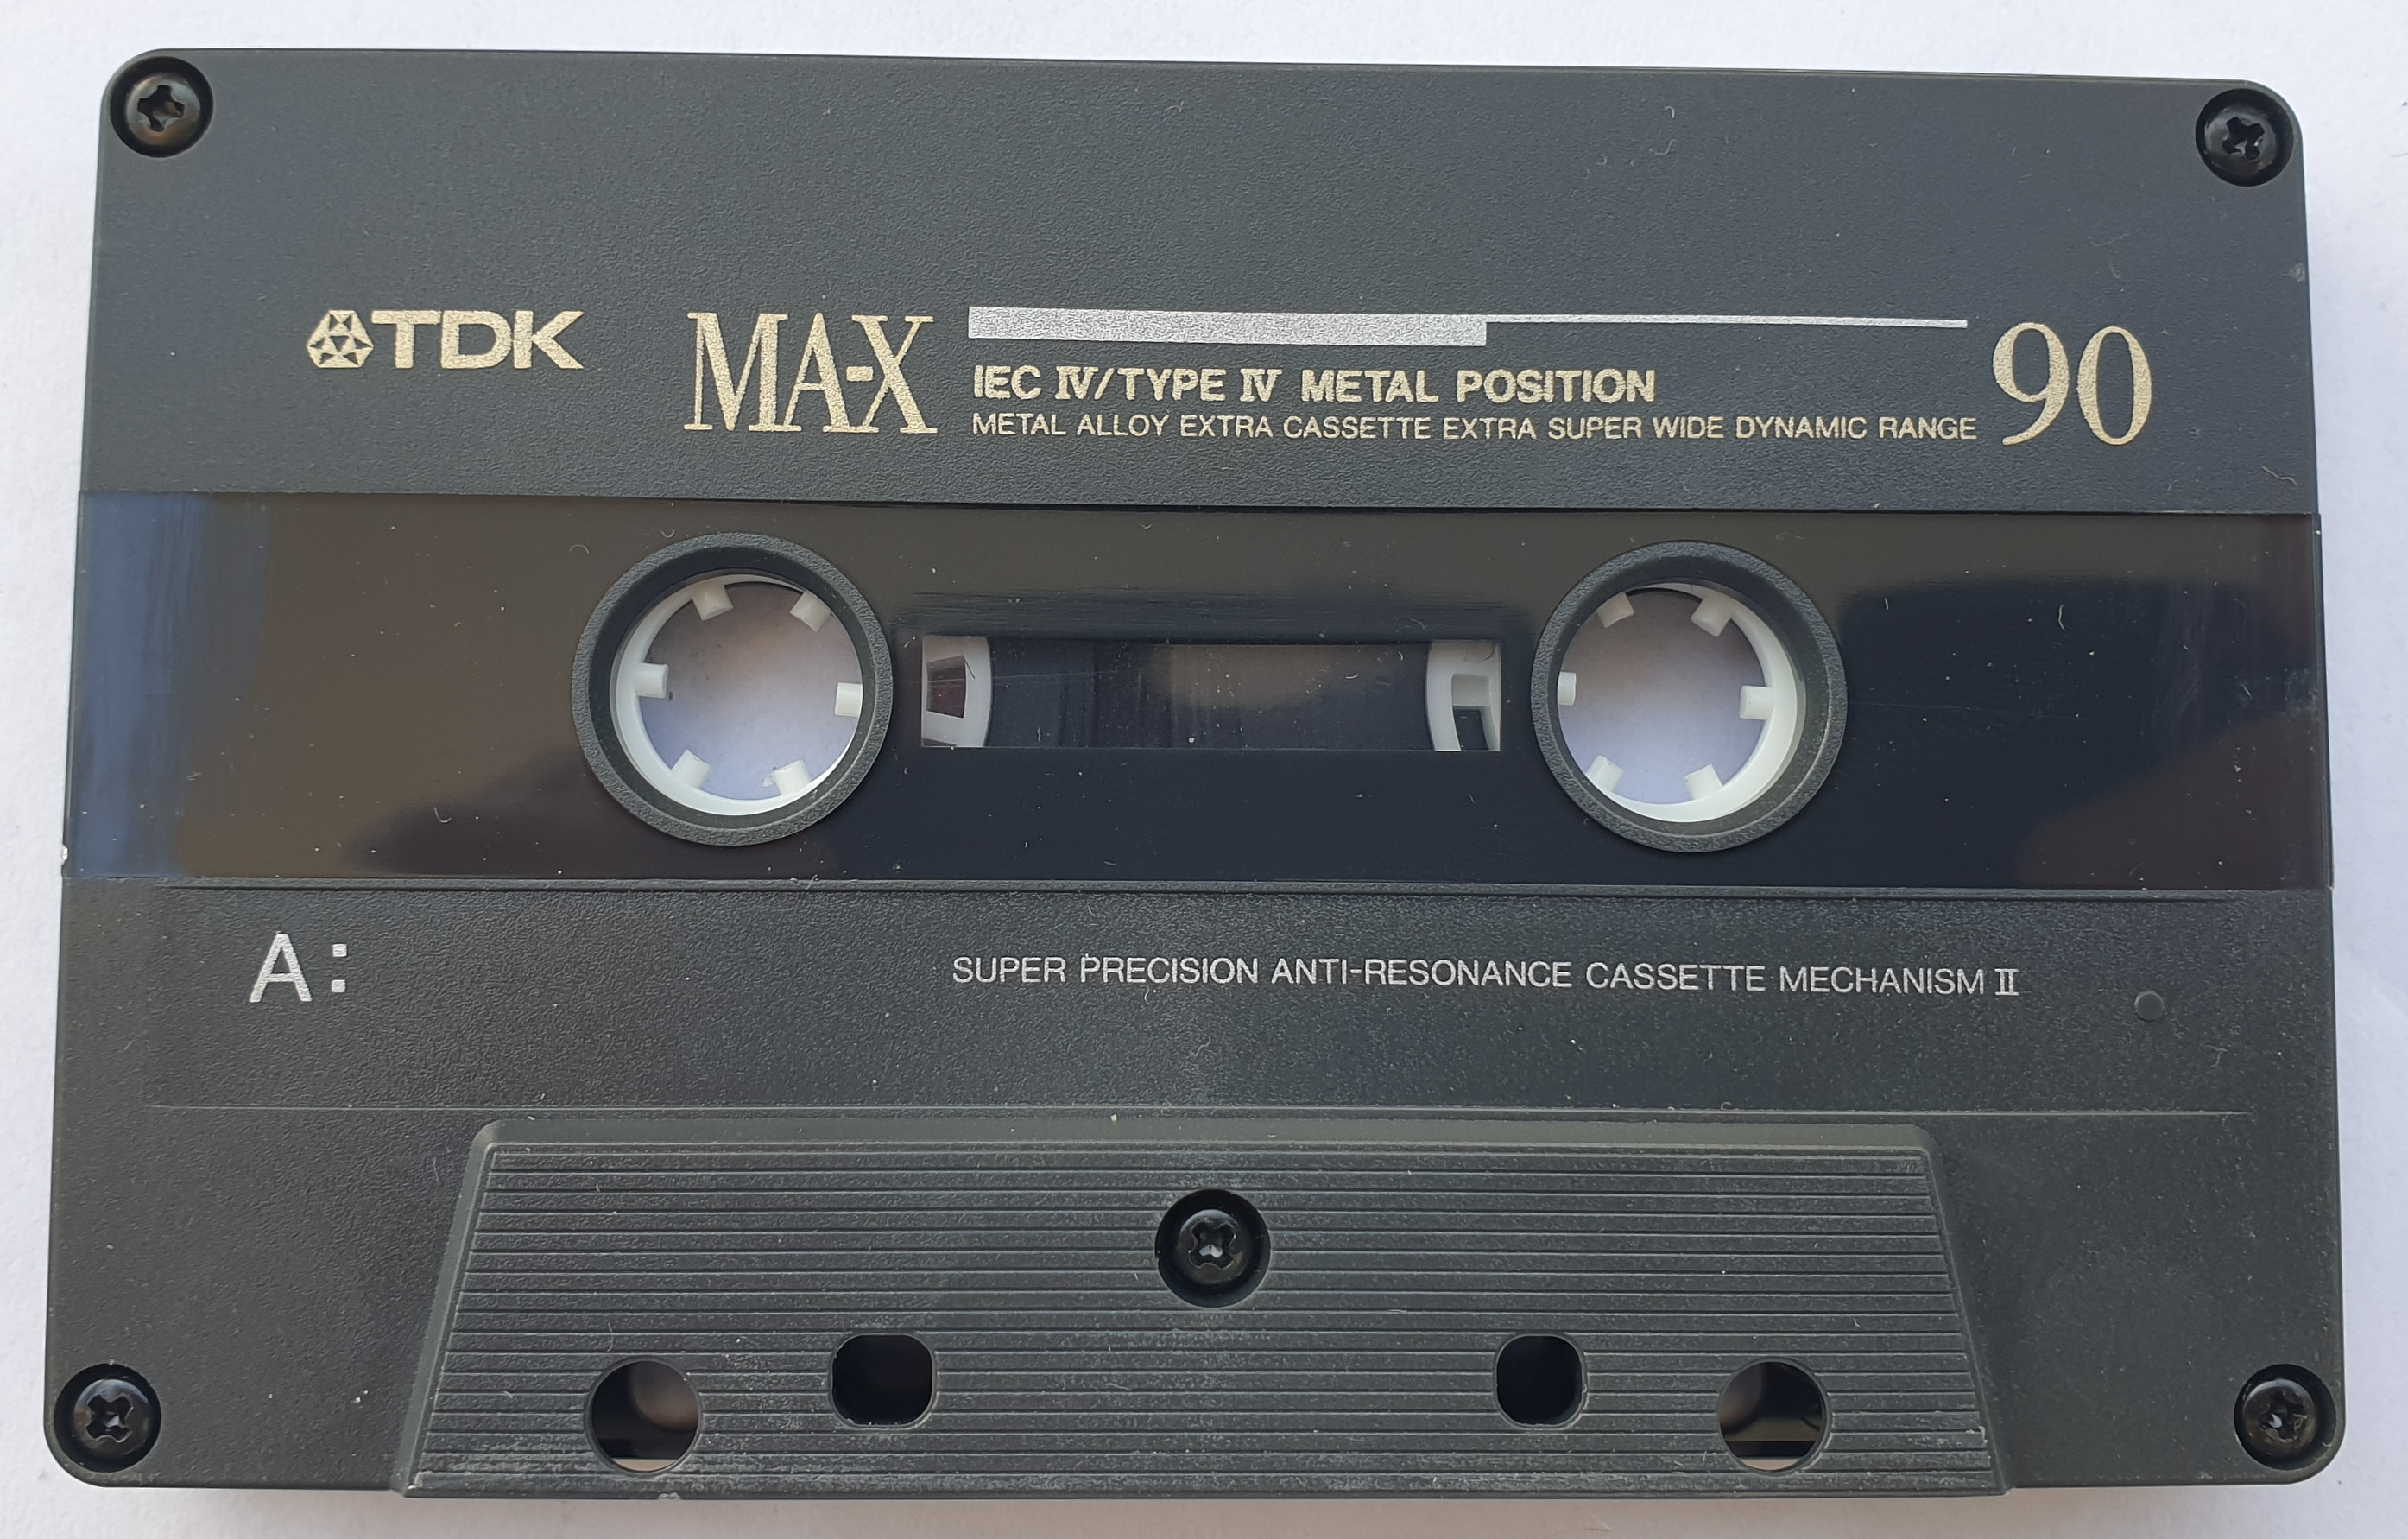 TDK MA-X 90
IEC IV/TYPE IV METAL POSITION
METAL ALLOY EXTRA CASSETTE EXTRA SUPER WIDE DYNAMIC RANGE
A:
SUPER PRECISION ANTI-RESONANCE CASSETTE MECHANISM II